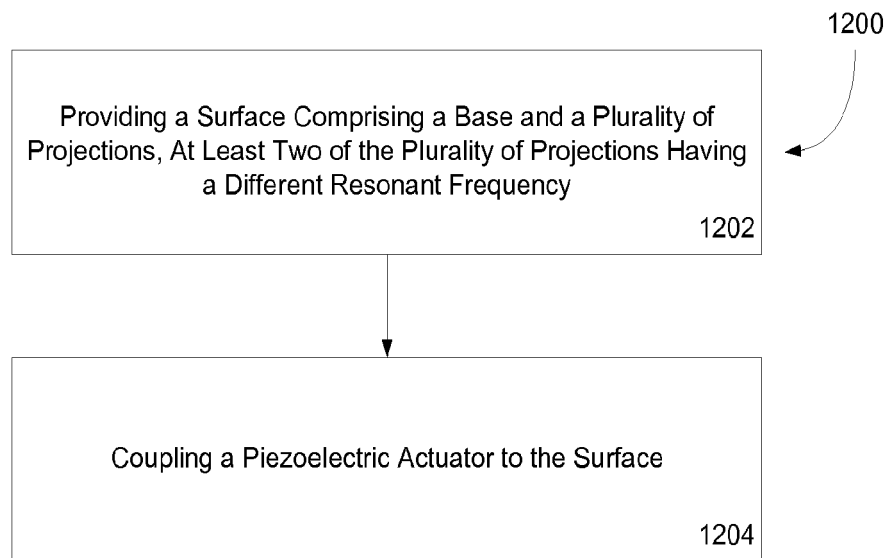 1200
Providing a Surface Comprising a Base and a Plurality of
Projections, At Least Two of the Plurality of Projections Having
a Different Resonant Frequency
1202
Coupling a Piezoelectric Actuator to the Surface
1204